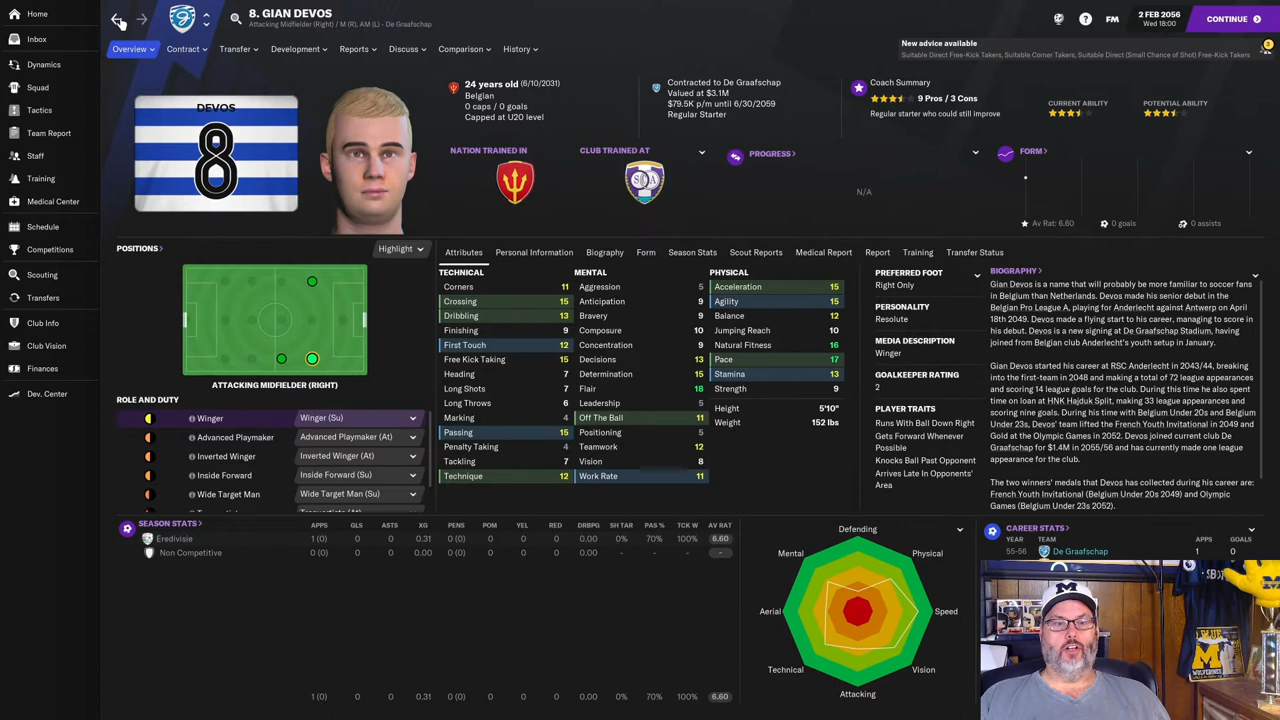 Home
Inbox
Dynamics
Squad
Tactics
Team Report
Staff
Training
Medical Center
Schedule
Competitions
Scouting
Transfers
Club Info
Club Vision
Finances
Dev. Center
8. GIAN DEVOS
Attacking Midfielder (Right) / M (R), AM (L) - De Graafschap
FM
2 FEB 2056
Wed 18:00
CONTINUE
Overview
Contract
Transfer
Development
Reports
Discuss
Comparison
History
New advice available
Suitable Direct Free-Kick Takers, Suitable Corner Takers, Suitable Direct (Small Chance of Shot) Free-Kick Takers
DEVOS
8
24 years old (6/10/2031)
Belgian
0 caps / 0 goals
Capped at U20 level
Contracted to De Graafschap
Valued at $3.1M
$79.5K p/m until 6/30/2059
Regular Starter
Coach Summary
9 Pros / 3 Cons
Regular starter who could still improve
CURRENT ABILITY
POTENTIAL ABILITY
NATION TRAINED IN
CLUB TRAINED AT
PROGRESS
N/A
FORM
Av Rat: 6.60
0 goals
0 assists
POSITIONS
Highlight
ATTACKING MIDFIELDER (RIGHT)
ROLE AND DUTY
Winger
Winger (Su)
Advanced Playmaker
Advanced Playmaker (At)
Inverted Winger
Inverted Winger (At)
Inside Forward
Inside Forward (Su)
Wide Target Man
Wide Target Man (Su)
Attributes
Personal Information
Biography
Form
Season Stats
Scout Reports
Medical Report
Report
Training
Transfer Status
TECHNICAL
Corners 11
Crossing 15
Dribbling 13
Finishing 9
First Touch 12
Free Kick Taking 15
Heading 7
Long Shots 7
Long Throws 6
Marking 4
Passing 15
Penalty Taking 4
Tackling 7
Technique 12
MENTAL
Aggression 5
Anticipation 9
Bravery 9
Composure 10
Concentration 9
Decisions 13
Determination 15
Flair 18
Leadership 5
Off The Ball 11
Positioning 5
Teamwork 12
Vision 8
Work Rate 11
PHYSICAL
Acceleration 15
Agility 15
Balance 12
Jumping Reach 10
Natural Fitness 16
Pace 17
Stamina 13
Strength 9
Height 5'10"
Weight 152 lbs
PREFERRED FOOT
Right Only
PERSONALITY
Resolute
MEDIA DESCRIPTION
Winger
GOALKEEPER RATING
2
PLAYER TRAITS
Runs With Ball Down Right
Gets Forward Whenever
Possible
Knocks Ball Past Opponent
Arrives Late In Opponents'
Area
BIOGRAPHY
Gian Devos is a name that will probably be more familiar to soccer fans
in Belgium than Netherlands. Devos made his senior debut in the
Belgian Pro League A, playing for Anderlecht against Antwerp on April
18th 2049. Devos made a flying start to his career, managing to score in
his debut. Devos is a new signing at De Graafschap Stadium, having
joined from Belgian club Anderlecht's youth setup in January.
Gian Devos started his career at RSC Anderlecht in 2043/44, breaking
into the first-team in 2048 and making a total of 72 league appearances
and scoring 14 league goals for the club. During this time he also spent
time on loan at HNK Hajduk Split, making 33 league appearances and
scoring nine goals. During his time with Belgium Under 20s and Belgium
Under 23s, Devos' team lifted the French Youth Invitational in 2049 and
Gold at the Olympic Games in 2052. Devos joined current club De
Graafschap for $1.4M in 2055/56 and has currently made one league
appearance for the club.
The two winners' medals that Devos has collected during his career are:
French Youth Invitational (Belgium Under 20s 2049) and Olympic
Games (Belgium Under 23s 2052).
SEASON STATS
APPS GLS ASTS XG PENS POM YEL RED DRBPG SH TAR PAS % TCK W AV RAT
Eredivisie 1 (0) 0 0 0.31 0 (0) 0 0 0 0.00 0% 70% 100% 6.60
Non Competitive 0 (0) 0 0 0.00 0 (0) 0 0 0 0.00 - - - -
1 (0) 0 0 0.31 0 (0) 0 0 0 0.00 0% 70% 100% 6.60
Defending
Physical
Speed
Vision
Attacking
Technical
Aerial
Mental
CAREER STATS
YEAR TEAM APPS GOALS
55-56 De Graafschap 1 0
M
BLUE
M
WOLVERINES